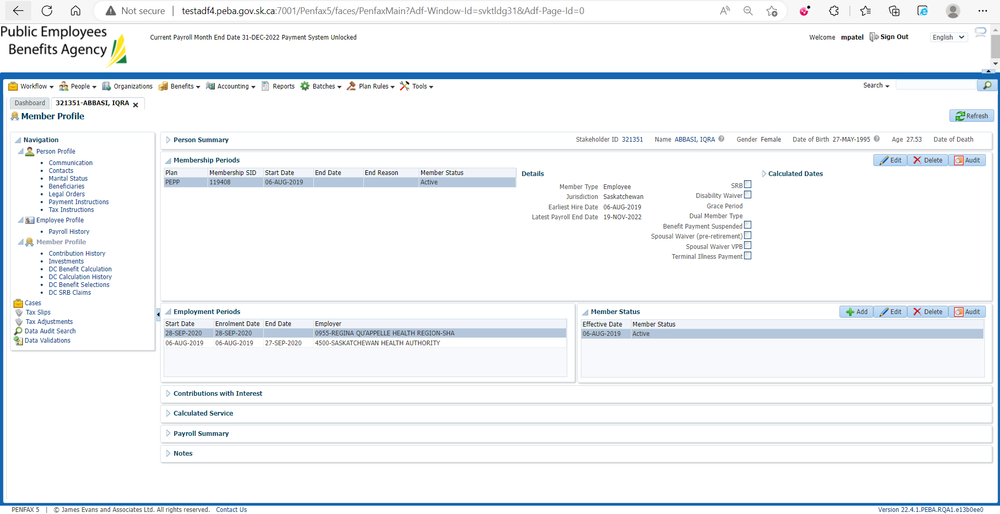 Not secure | testadf4.peba.gov.sk.ca:7001/Penfax5/faces/PenfaxMain?Adf-Window-Id=svktldg31&Adf-Page-Id=0
Public Employees
Benefits Agency
Current Payroll Month End Date 31-DEC-2022 Payment System Unlocked
Welcome mpatel Sign Out English
Workflow People Organizations Benefits Accounting Reports Batches Plan Rules Tools Search
Dashboard 321351-ABBASI, IQRA
Member Profile
Refresh
Navigation
Person Profile
Communication
Contacts
Marital Status
Beneficiaries
Legal Orders
Payment Instructions
Tax Instructions
Employee Profile
Payroll History
Member Profile
Contribution History
Investments
DC Benefit Calculation
DC Calculation History
DC Benefit Selections
DC SRB Claims
Cases
Tax Slips
Tax Adjustments
Data Audit Search
Data Validations
Person Summary Stakeholder ID 321351 Name ABBASI, IQRA Gender Female Date of Birth 27-MAY-1995 Age 27.53 Date of Death
Membership Periods Edit Delete Audit
Plan Membership SID Start Date End Date End Reason Member Status
PEPP 119408 06-AUG-2019 Active
Details
Member Type Employee
Jurisdiction Saskatchewan
Earliest Hire Date 06-AUG-2019
Latest Payroll End Date 19-NOV-2022
SRB
Disability Waiver
Grace Period
Dual Member Type
Benefit Payment Suspended
Spousal Waiver (pre-retirement)
Spousal Waiver VPB
Terminal Illness Payment
Calculated Dates
Employment Periods
Start Date Enrolment Date End Date Employer
28-SEP-2020 28-SEP-2020 0955-REGINA QU'APPELLE HEALTH REGION-SHA
06-AUG-2019 06-AUG-2019 27-SEP-2020 4500-SASKATCHEWAN HEALTH AUTHORITY
Member Status Add Edit Delete Audit
Effective Date Member Status
06-AUG-2019 Active
Contributions with Interest
Calculated Service
Payroll Summary
Notes
PENFAX 5 | © James Evans and Associates Ltd. All rights reserved. Contact Us
Version 22.4.1.PEBA.RQA1.e13b0ee0